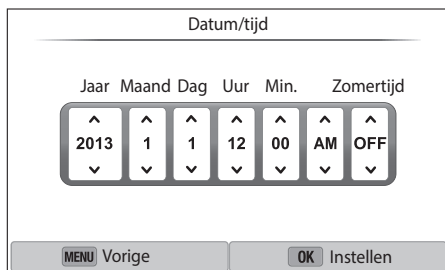 Datum/tijd
Jaar Maand Dag Uur Min. Zomertijd
2013 1 1 12 00 AM OFF
MENU Vorige OK Instellen